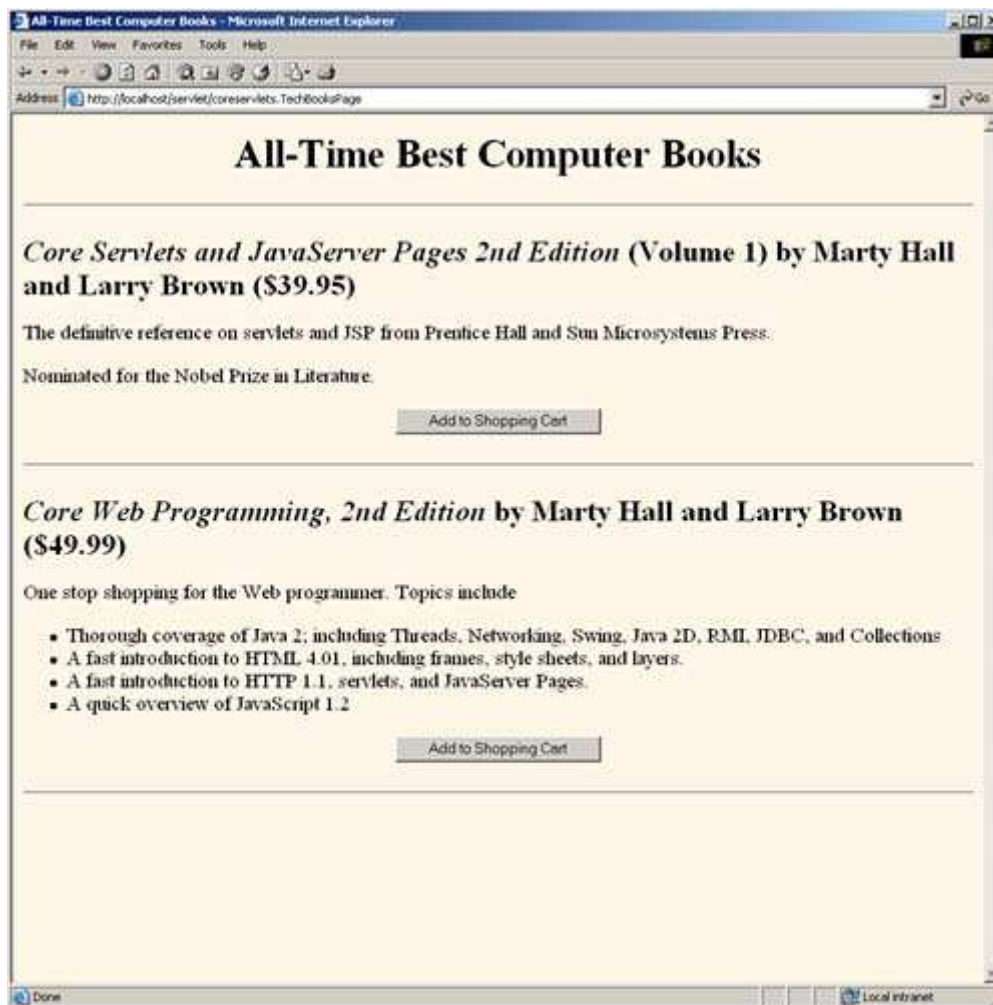 All-Time Best Computer Books - Microsoft Internet Explorer
File Edit View Favorites Tools Help
Address http://localhost/servlet/coreservlets.TechBooksPage Go
All-Time Best Computer Books
Core Servlets and JavaServer Pages 2nd Edition (Volume 1) by Marty Hall
and Larry Brown ($39.95)
The definitive reference on servlets and JSP from Prentice Hall and Sun Microsystems Press.
Nominated for the Nobel Prize in Literature.
Add to Shopping Cart
Core Web Programming, 2nd Edition by Marty Hall and Larry Brown
($49.99)
One stop shopping for the Web programmer. Topics include
• Thorough coverage of Java 2; including Threads, Networking, Swing, Java 2D, RMI, JDBC, and Collections
• A fast introduction to HTML 4.01, including frames, style sheets, and layers.
• A fast introduction to HTTP 1.1, servlets, and JavaServer Pages.
• A quick overview of JavaScript 1.2
Add to Shopping Cart
Done Local intranet